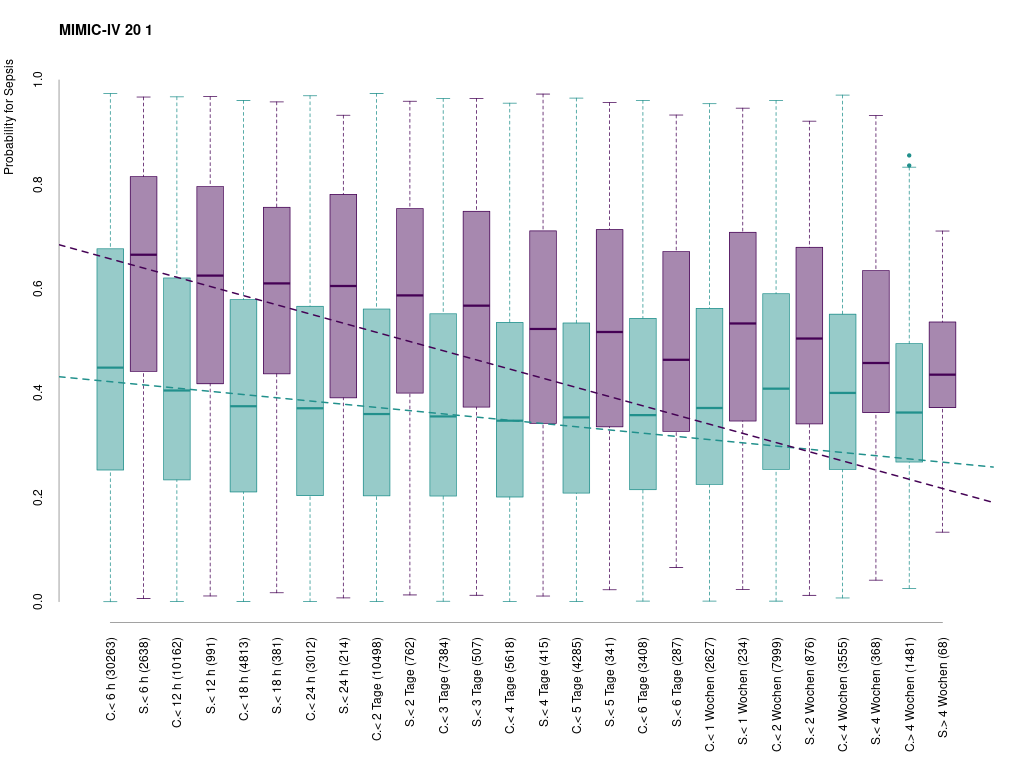 MIMIC-IV 20 1
Probability for Sepsis
1.0
0.8
0.6
0.4
0.2
0.0
C.< 6 h (30263)
S.< 6 h (2638)
C.< 12 h (10162)
S.< 12 h (991)
C.< 18 h (4813)
S.< 18 h (381)
C.< 24 h (3012)
S.< 24 h (214)
C.< 2 Tage (10498)
S.< 2 Tage (762)
C.< 3 Tage (7384)
S.< 3 Tage (507)
C.< 4 Tage (5618)
S.< 4 Tage (415)
C.< 5 Tage (4285)
S.< 5 Tage (341)
C.< 6 Tage (3408)
S.< 6 Tage (287)
C.< 1 Wochen (2627)
S.< 1 Wochen (234)
C.< 2 Wochen (7999)
S.< 2 Wochen (876)
C.< 4 Wochen (3555)
S.< 4 Wochen (368)
C.> 4 Wochen (1481)
S.> 4 Wochen (68)